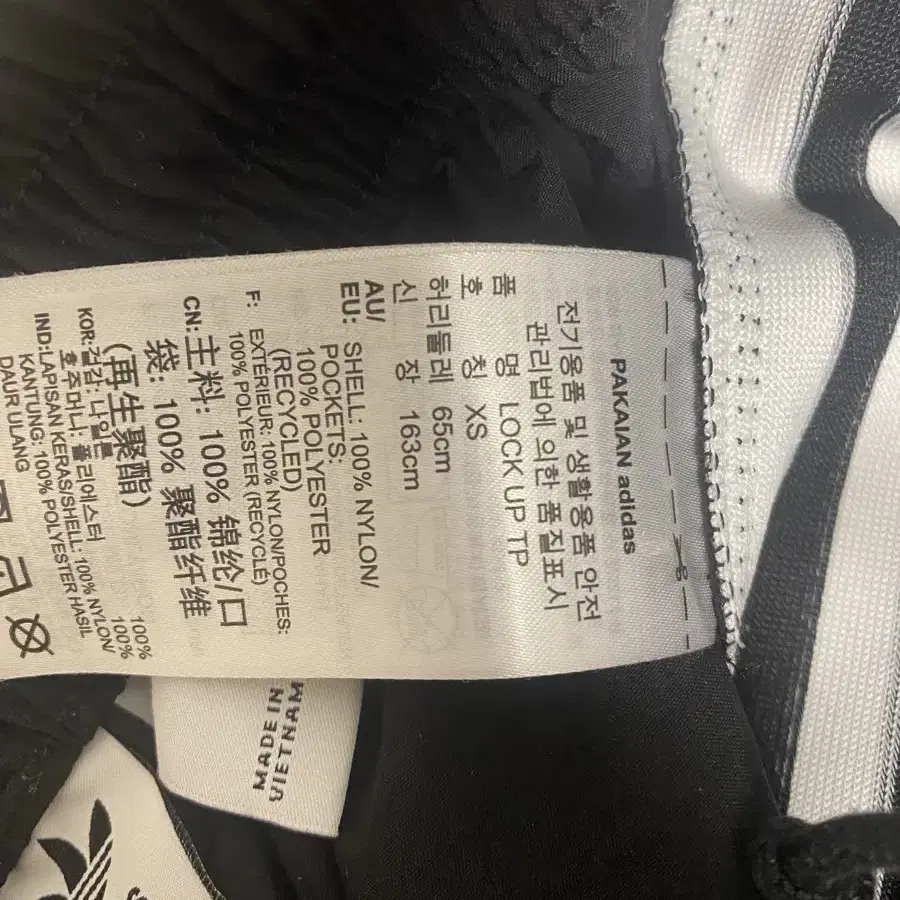 PAKAIAN adidas
전기용품 및 생활용품 안전
관리법에 의한 품질표시
품 명 LOCK UP TP
호 칭 XS
허리둘레 65cm
신 장 163cm
AU/
EU: SHELL: 100% NYLON/
POCKETS:
100% POLYESTER
(RECYCLED)
F: EXTÉRIEUR: 100% NYLON/POCHES:
100% POLYESTER (RECYCLÉ)
CN: 主料: 100% 锦纶/口
袋: 100% 聚酯纤维
(再生聚酯)
KOR: 겉감: 나일론 100%
호주머니: 폴리에스터 100%
IND: LAPISAN KERAS/SHELL: 100% NYLON/
KANTUNG: 100% POLYESTER HASIL
DAUR ULANG
MADE IN
VIETNAM